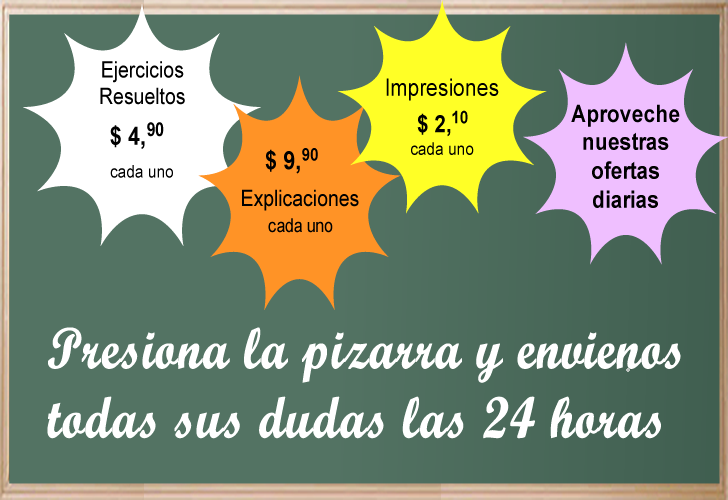 Ejercicios
Resueltos
$ 4,90
cada uno
$ 9,90
Explicaciones
cada uno
Impresiones
$ 2,10
cada uno
Aproveche
nuestras
ofertas
diarias
Presiona la pizarra y envienos
todas sus dudas las 24 horas